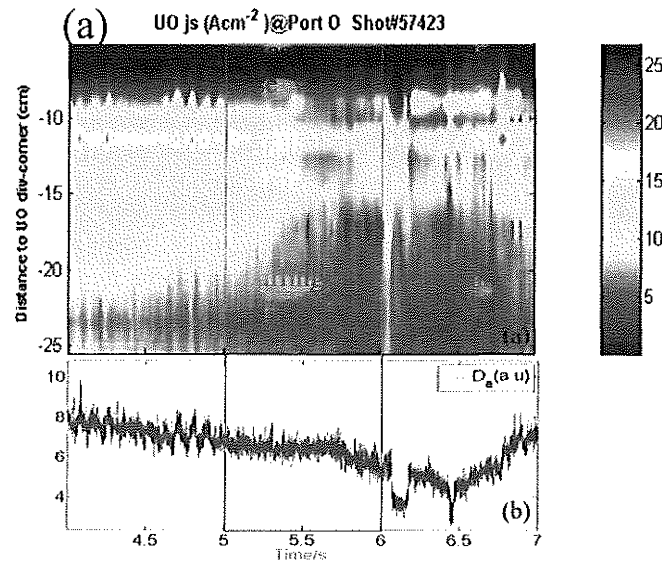 (a) UO js (Acm⁻²)@Port O Shot#57423
Distance to UO div-corner (cm)
-10
-15
-20
-25
(a)
25
20
15
10
5
10
8
6
4
D_a(a u)
(b)
4.5 5 5.5 6 6.5 7
Time/s